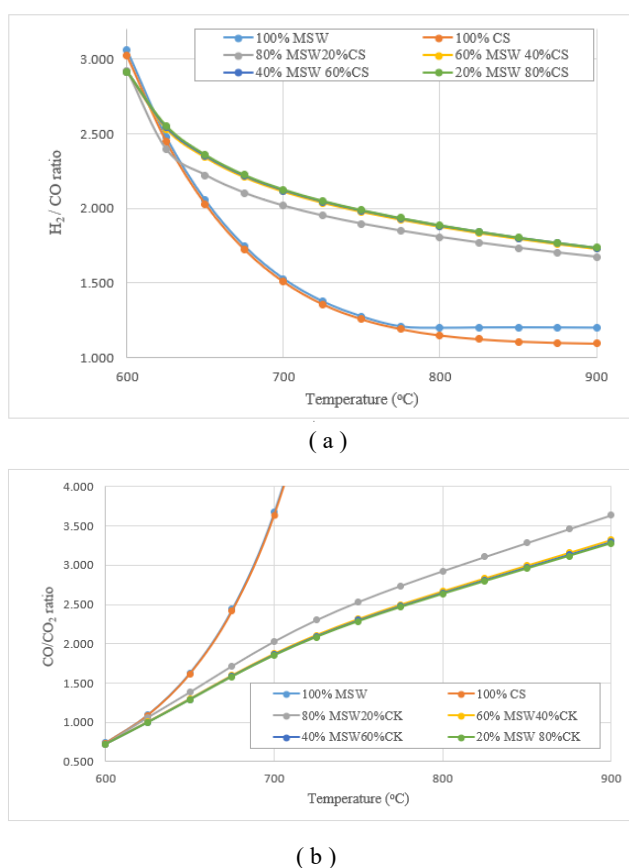 100% MSW
100% CS
80% MSW20%CS
60% MSW 40%CS
40% MSW 60%CS
20% MSW 80%CS
3.000
2.500
2.000
1.500
1.000
H₂ / CO ratio
600
700
800
900
Temperature (°C)
( a )
4.000
3.500
3.000
2.500
2.000
1.500
1.000
0.500
CO/CO₂ ratio
100% MSW
100% CS
80% MSW20%CK
60% MSW40%CK
40% MSW60%CK
20% MSW 80%CK
600
700
800
900
Temperature (°C)
( b )